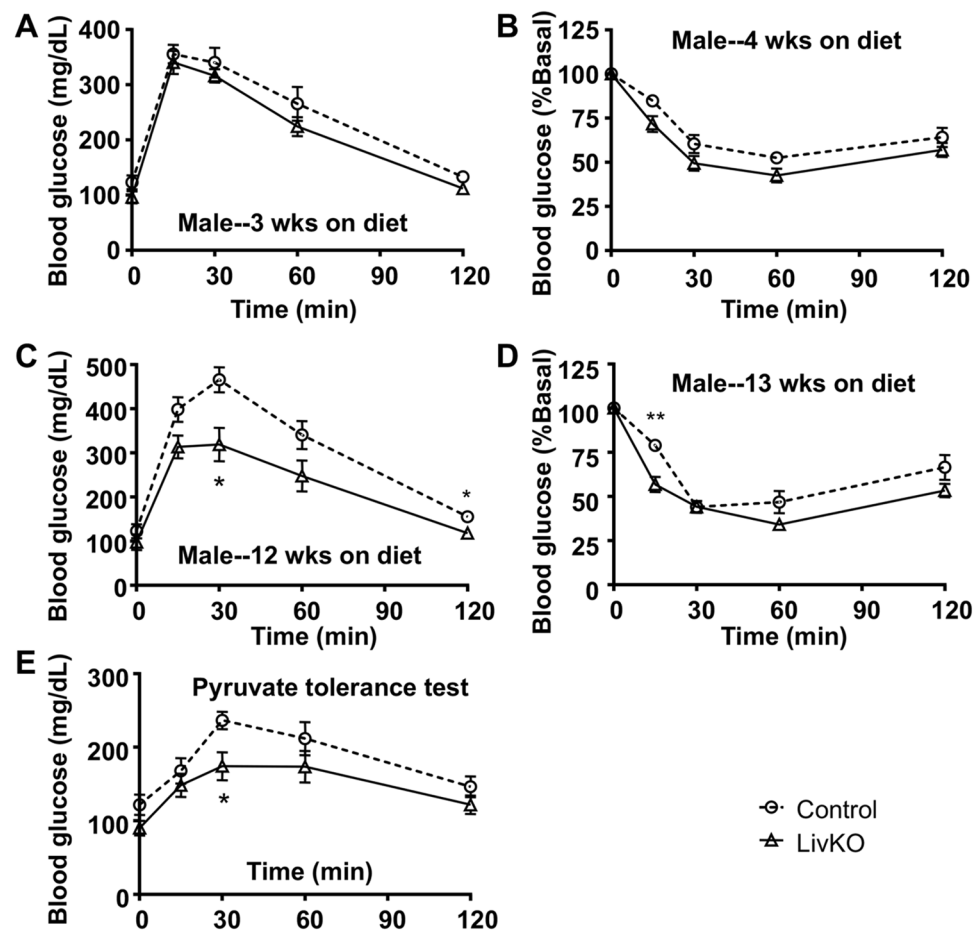 A
Blood glucose (mg/dL)
400
300
200
100
0
Male--3 wks on diet
0 30 60 90 120
Time (min)
B
Blood glucose (%Basal)
125
100
75
50
25
0
Male--4 wks on diet
0 30 60 90 120
Time (min)
C
Blood glucose (mg/dL)
500
400
300
200
100
0
*
*
Male--12 wks on diet
0 30 60 90 120
Time (min)
D
Blood glucose (%Basal)
125
100
75
50
25
0
Male--13 wks on diet
**
0 30 60 90 120
Time (min)
E
Blood glucose (mg/dL)
300
200
100
0
Pyruvate tolerance test
*
Time (min)
0 30 60 90 120
Control
LivKO